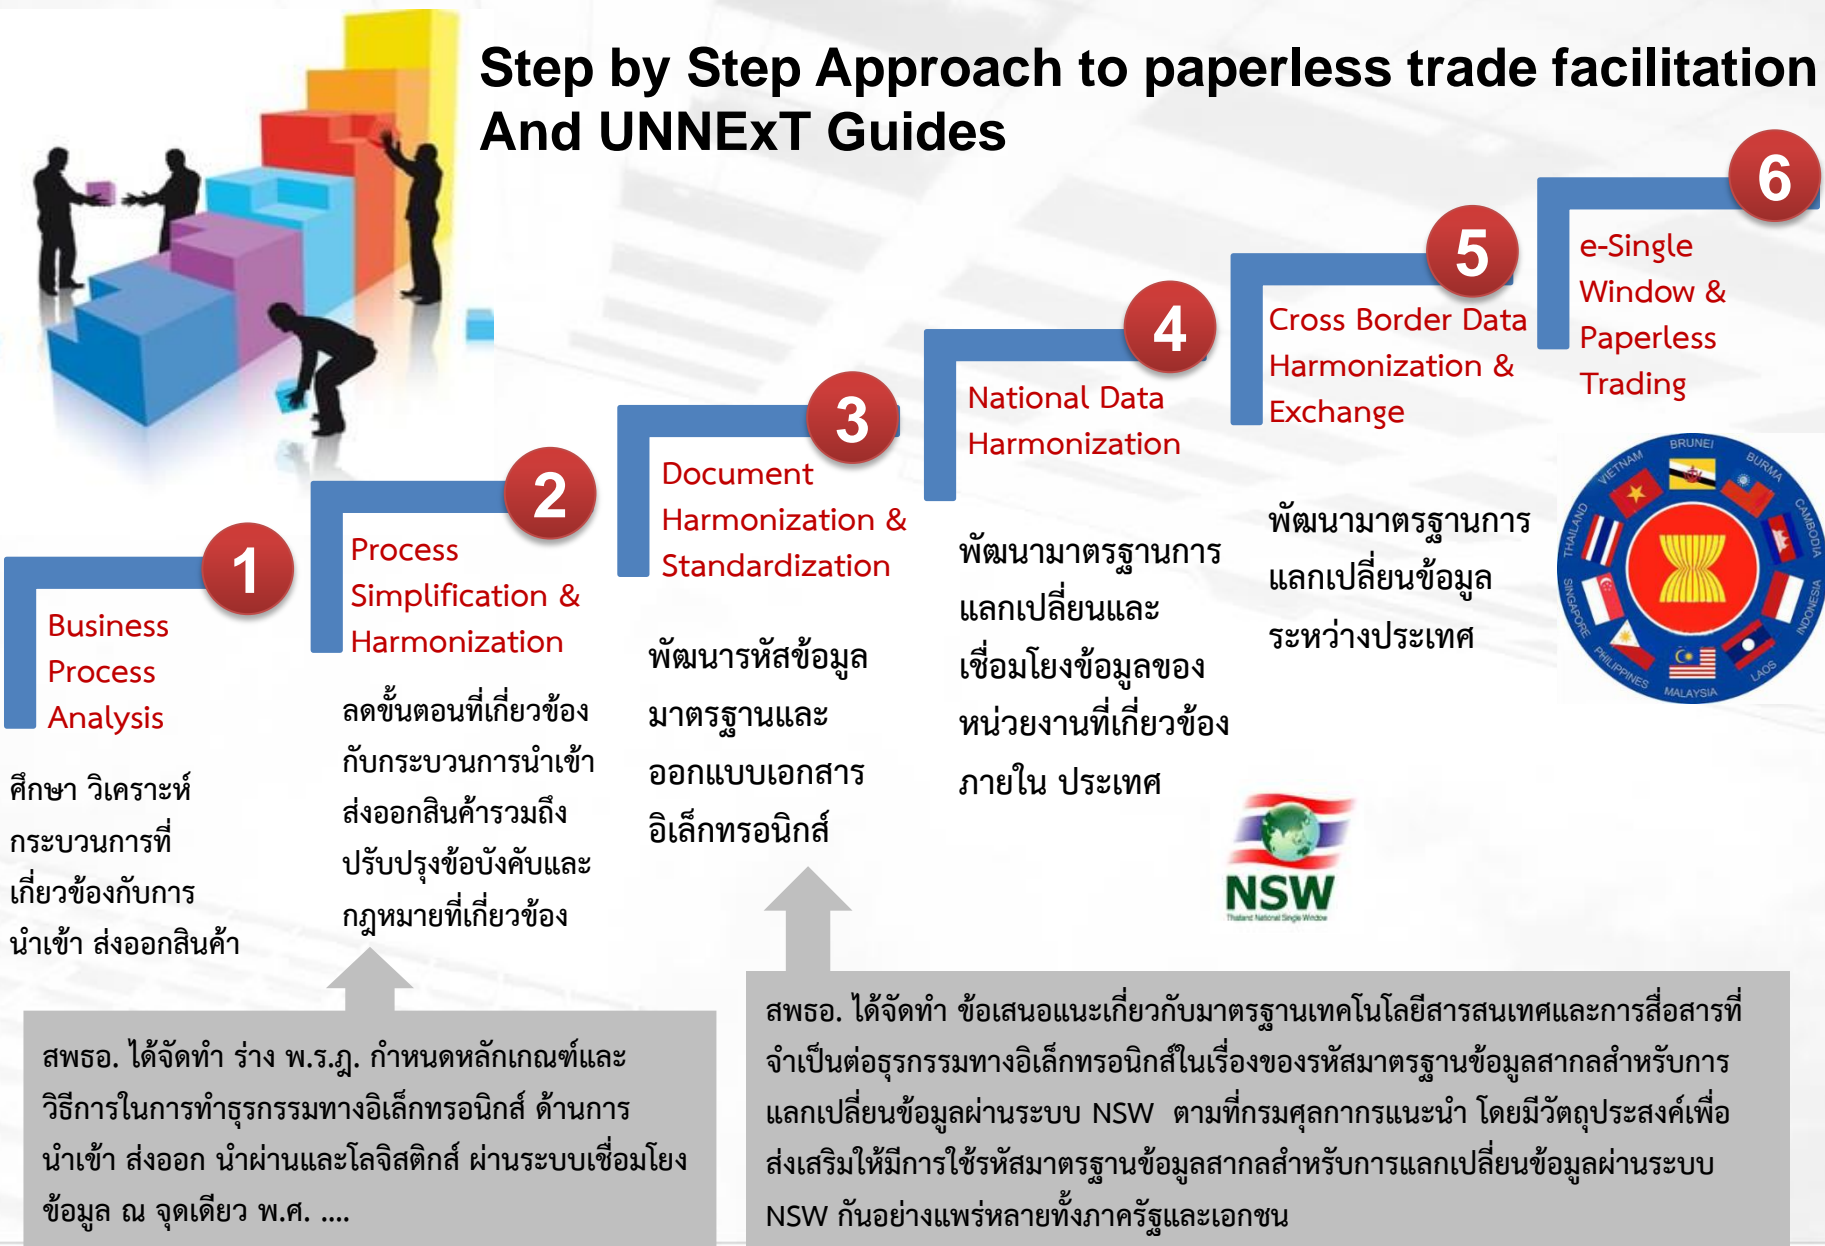 Step by Step Approach to paperless trade facilitation
And UNNExT Guides
1
Business
Process
Analysis
ศึกษา วิเคราะห์
กระบวนการที่
เกี่ยวข้องกับการ
นำเข้า ส่งออกสินค้า
2
Process
Simplification &
Harmonization
ลดขั้นตอนที่เกี่ยวข้อง
กับกระบวนการนำเข้า
ส่งออกสินค้ารวมถึง
ปรับปรุงข้อบังคับและ
กฎหมายที่เกี่ยวข้อง
3
Document
Harmonization &
Standardization
พัฒนารหัสข้อมูล
มาตรฐานและ
ออกแบบเอกสาร
อิเล็กทรอนิกส์
4
National Data
Harmonization
พัฒนามาตรฐานการ
แลกเปลี่ยนและ
เชื่อมโยงข้อมูลของ
หน่วยงานที่เกี่ยวข้อง
ภายใน ประเทศ
5
Cross Border Data
Harmonization &
Exchange
พัฒนามาตรฐานการ
แลกเปลี่ยนข้อมูล
ระหว่างประเทศ
6
e-Single
Window &
Paperless
Trading
BRUNEI
BURMA
CAMBODIA
INDONESIA
LAOS
MALAYSIA
PHILIPPINES
SINGAPORE
THAILAND
VIETNAM
NSW
Thailand National Single Window
สพธอ. ได้จัดทำ ร่าง พ.ร.ฎ. กำหนดหลักเกณฑ์และ
วิธีการในการทำธุรกรรมทางอิเล็กทรอนิกส์ ด้านการ
นำเข้า ส่งออก นำผ่านและโลจิสติกส์ ผ่านระบบเชื่อมโยง
ข้อมูล ณ จุดเดียว พ.ศ. ....
สพธอ. ได้จัดทำ ข้อเสนอแนะเกี่ยวกับมาตรฐานเทคโนโลยีสารสนเทศและการสื่อสารที่
จำเป็นต่อธุรกรรมทางอิเล็กทรอนิกส์ในเรื่องของรหัสมาตรฐานข้อมูลสากลสำหรับการ
แลกเปลี่ยนข้อมูลผ่านระบบ NSW ตามที่กรมศุลกากรแนะนำ โดยมีวัตถุประสงค์เพื่อ
ส่งเสริมให้มีการใช้รหัสมาตรฐานข้อมูลสากลสำหรับการแลกเปลี่ยนข้อมูลผ่านระบบ
NSW กันอย่างแพร่หลายทั้งภาครัฐและเอกชน